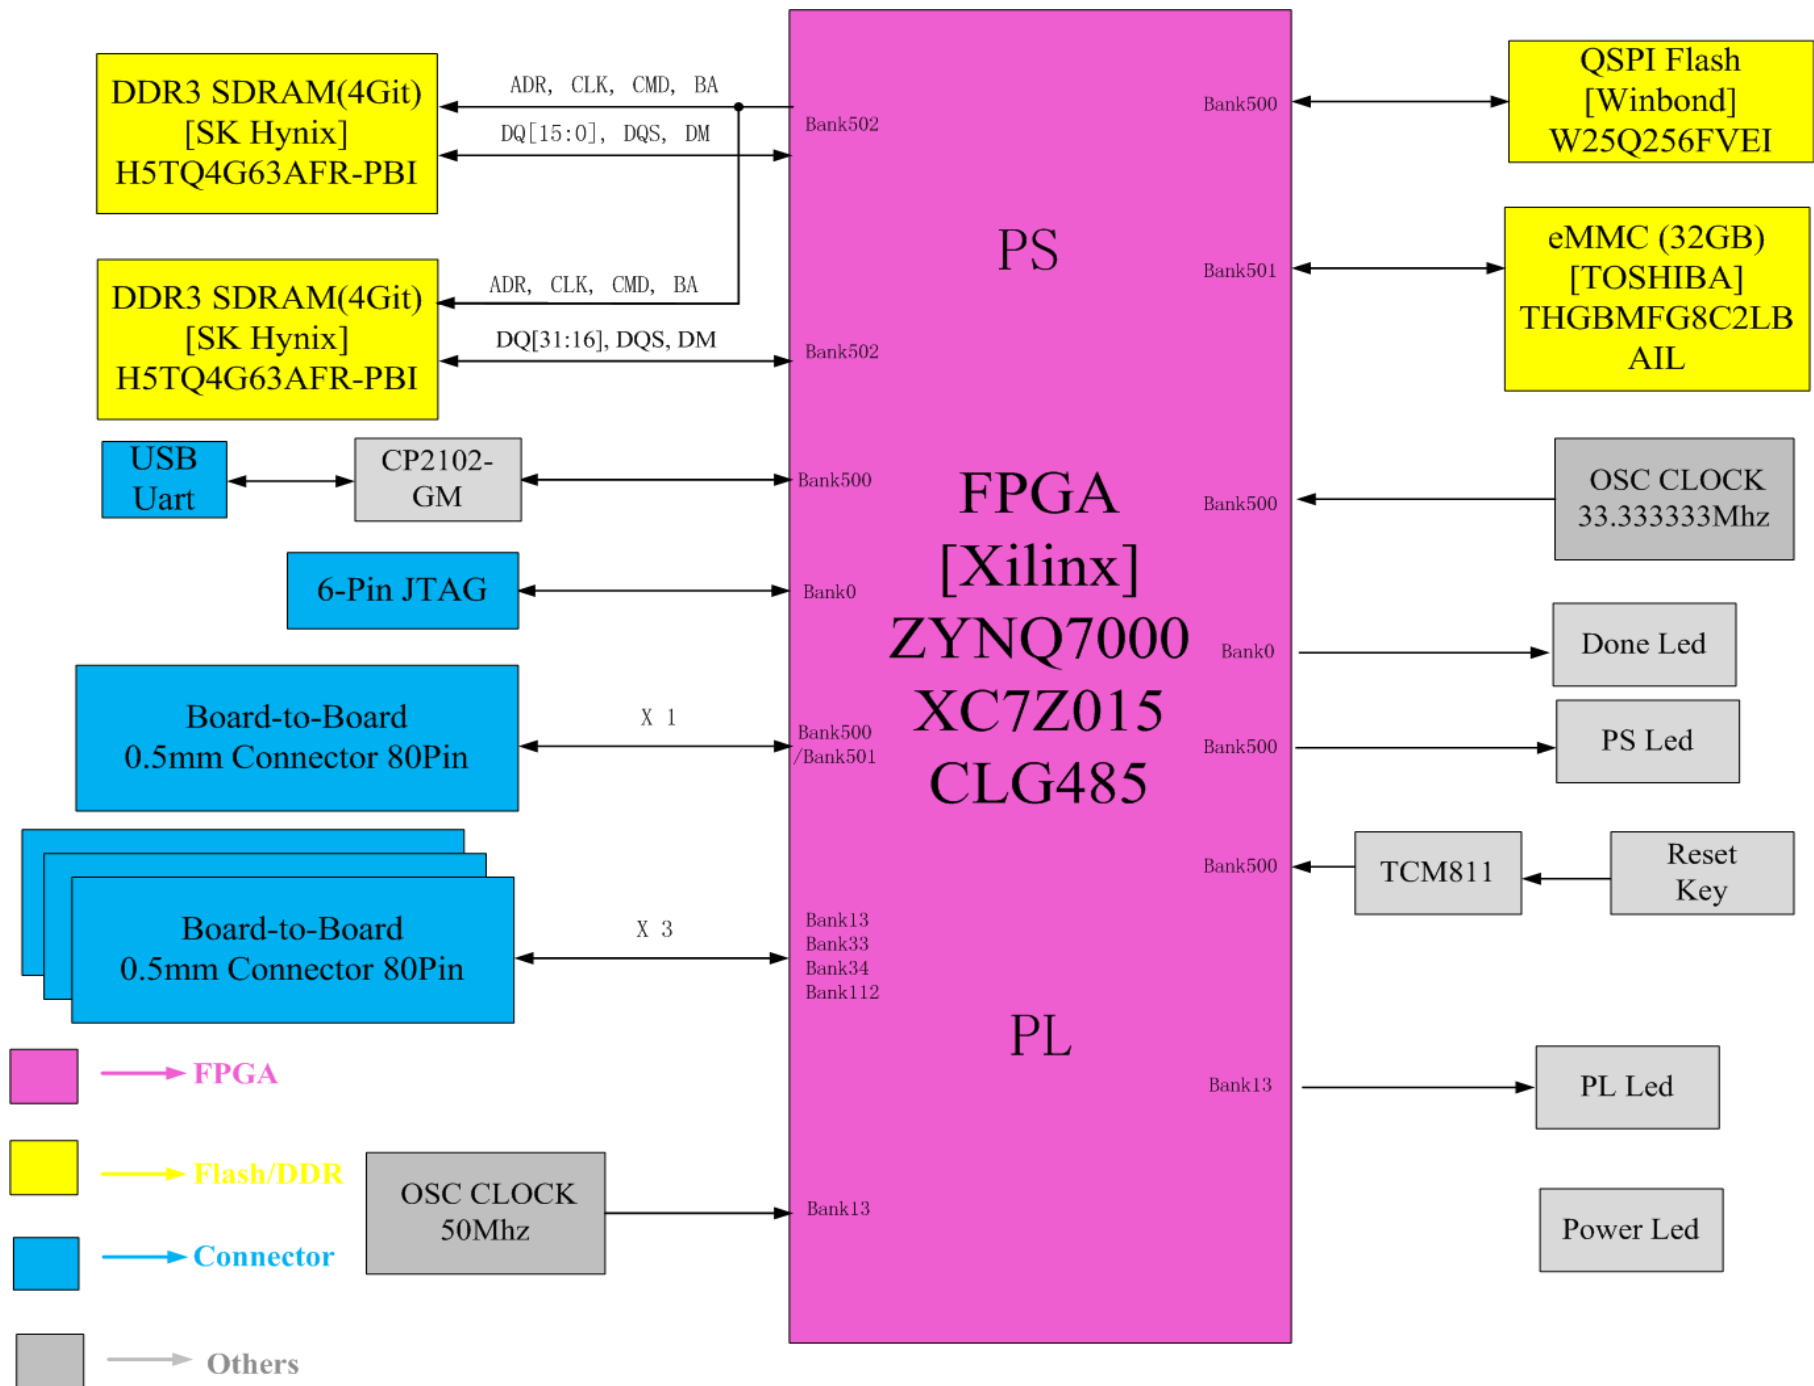 DDR3 SDRAM(4Git)
[SK Hynix]
H5TQ4G63AFR-PBI
ADR, CLK, CMD, BA
DQ[15:0], DQS, DM
Bank502
DDR3 SDRAM(4Git)
[SK Hynix]
H5TQ4G63AFR-PBI
ADR, CLK, CMD, BA
DQ[31:16], DQS, DM
Bank502
USB
Uart
CP2102-
GM
Bank500
6-Pin JTAG
Bank0
Board-to-Board
0.5mm Connector 80Pin
X 1
Bank500
/Bank501
Board-to-Board
0.5mm Connector 80Pin
X 3
Bank13
Bank33
Bank34
Bank112
OSC CLOCK
50Mhz
Bank13
PS
FPGA
[Xilinx]
ZYNQ7000
XC7Z015
CLG485
PL
Bank500
QSPI Flash
[Winbond]
W25Q256FVEI
Bank501
eMMC (32GB)
[TOSHIBA]
THGBMFG8C2LB
AIL
Bank500
OSC CLOCK
33.333333Mhz
Bank0
Done Led
Bank500
PS Led
Bank500
TCM811
Reset
Key
Bank13
PL Led
Power Led
FPGA
Flash/DDR
Connector
Others